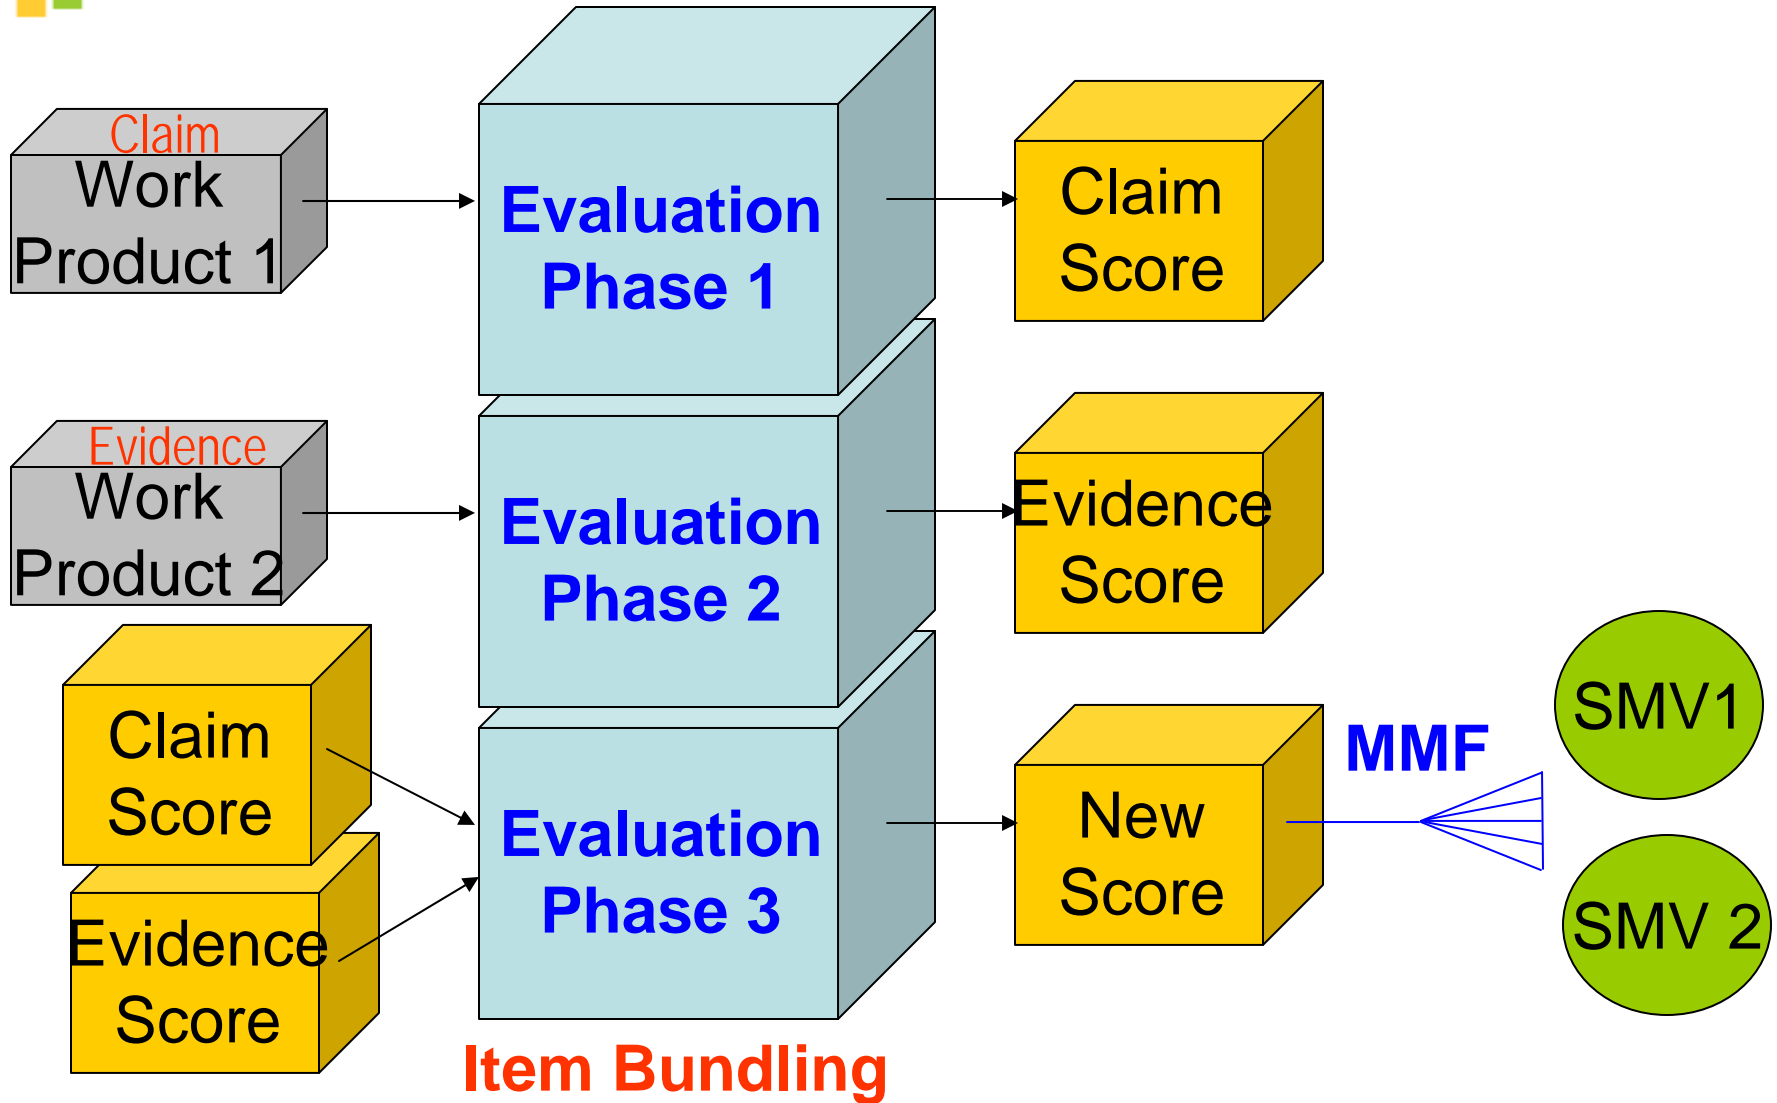 Claim
Work
Product 1
Evaluation
Phase 1
Claim
Score
Evidence
Work
Product 2
Evaluation
Phase 2
Evidence
Score
Claim
Score
Evidence
Score
Evaluation
Phase 3
New
Score
MMF
SMV1
SMV 2
Item Bundling